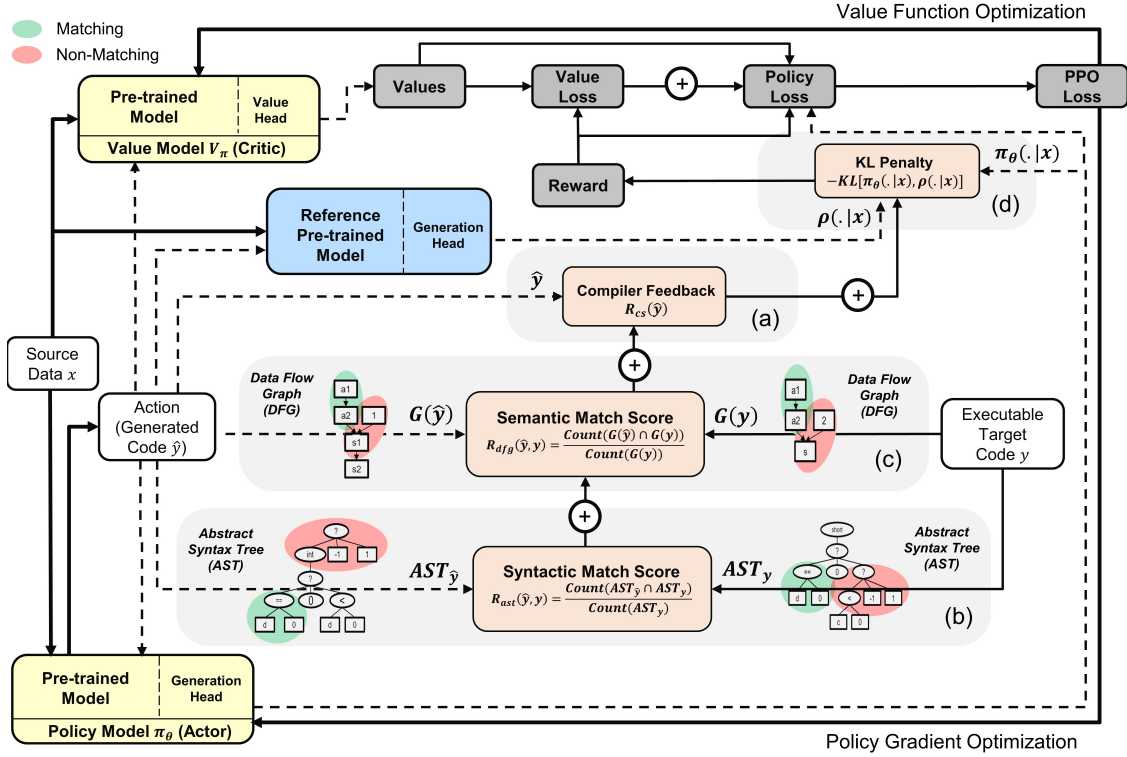 Value Function Optimization
Matching
Non-Matching
Pre-trained
Model
Value
Head
Value Model V_π (Critic)
Values
Value
Loss
+
Policy
Loss
PPO
Loss
Reward
KL Penalty
−KL[π_θ(.|x), ρ(.|x)]
π_θ(.|x)
(d)
ρ(.|x)
Reference
Pre-trained
Model
Generation
Head
ŷ
Compiler Feedback
R_cs(ŷ)
(a)
+
Source
Data x
+
Action
(Generated
Code ŷ)
Data Flow
Graph
(DFG)
a1
a2
1
s1
s2
G(ŷ)
Semantic Match Score
R_dfg(ŷ, y) = Count(G(ŷ) ∩ G(y)) / Count(G(y))
G(y)
a1
a2
2
s
Data Flow
Graph
(DFG)
(c)
Executable
Target
Code y
+
Abstract
Syntax Tree
(AST)
?
int
-1
1
?
==
()
<
d
0
d
0
AST_ŷ
Syntactic Match Score
R_ast(ŷ, y) = Count(AST_ŷ ∩ AST_y) / Count(AST_y)
AST_y
short
?
==
()
?
d
0
<
-1
1
c
0
Abstract
Syntax Tree
(AST)
(b)
Pre-trained
Model
Generation
Head
Policy Model π_θ (Actor)
Policy Gradient Optimization